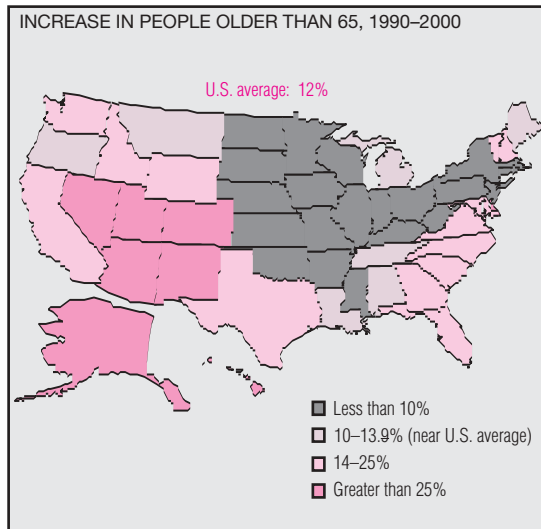 INCREASE IN PEOPLE OLDER THAN 65, 1990–2000
U.S. average: 12%
Less than 10%
10–13.9% (near U.S. average)
14–25%
Greater than 25%